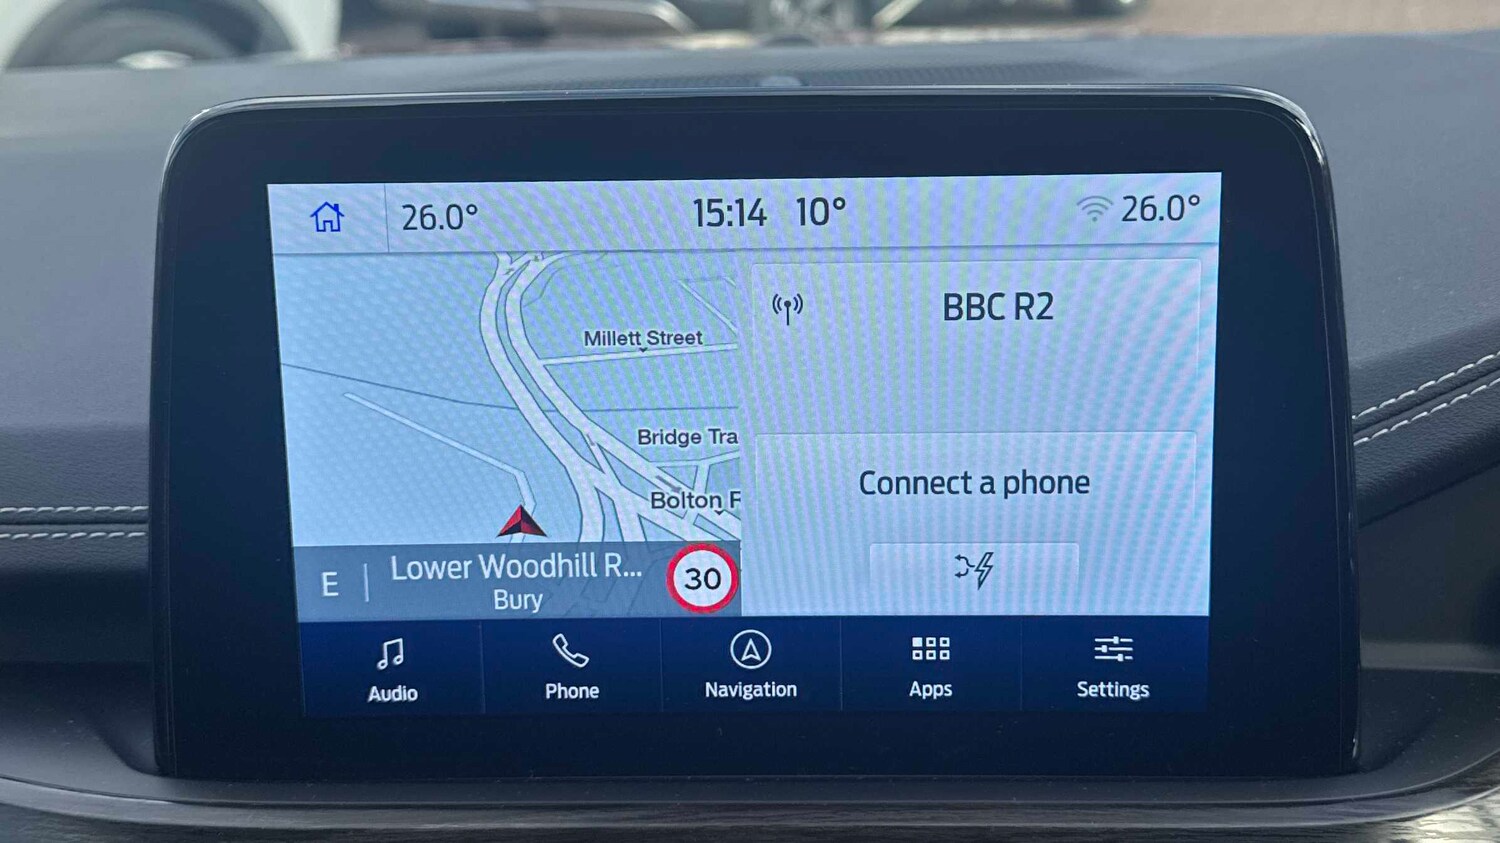 26.0°
15:14 10°
26.0°
Millett Street
Bridge Tra
Bolton F
E
Lower Woodhill R...
Bury
30
BBC R2
Connect a phone
Audio
Phone
Navigation
Apps
Settings